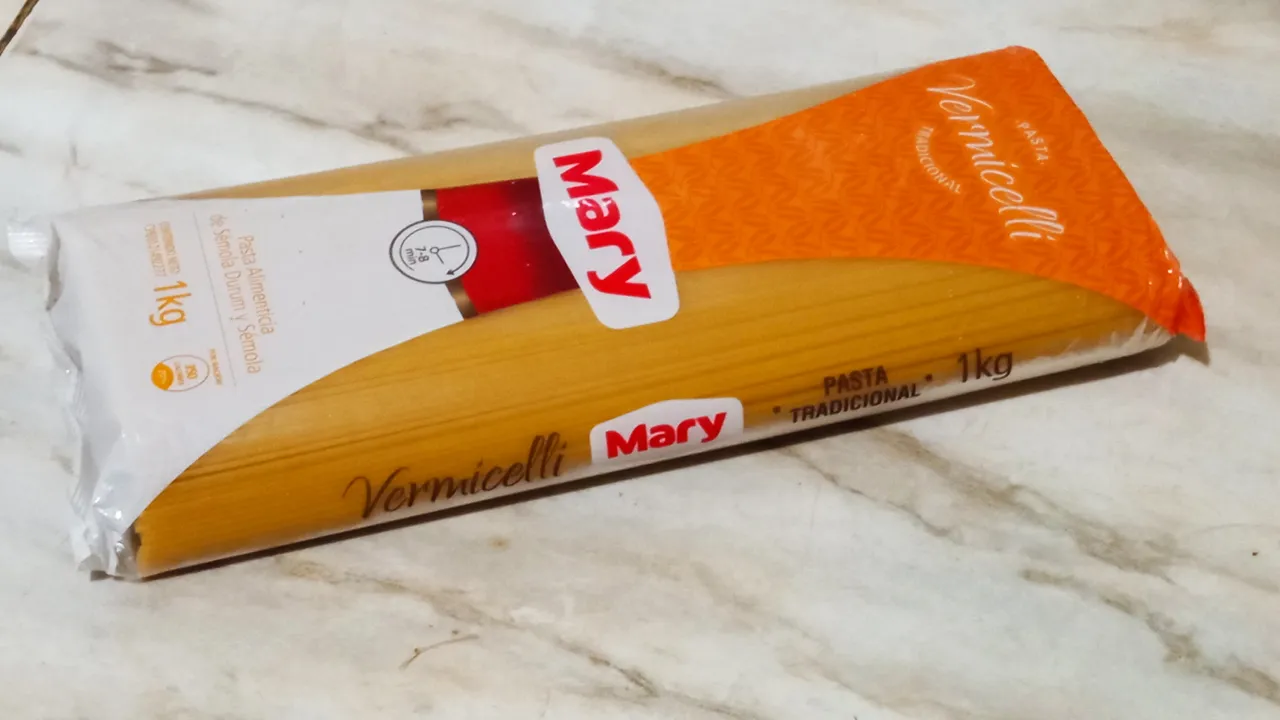 PASTA
Vermicelli
TRADICIONAL
Mary
7-8
min
Pasta Alimenticia
de Sémola Durum y Sémola
CONTENIDO NETO
1kg
250
Vermicelli
Mary
PASTA
TRADICIONAL
1kg